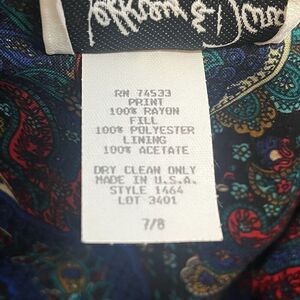 RN 74533
PRINT
100% RAYON
FILL
100% POLYESTER
LINING
100% ACETATE
DRY CLEAN ONLY
MADE IN U.S.A.
STYLE 1464
LOT 3401
7/8